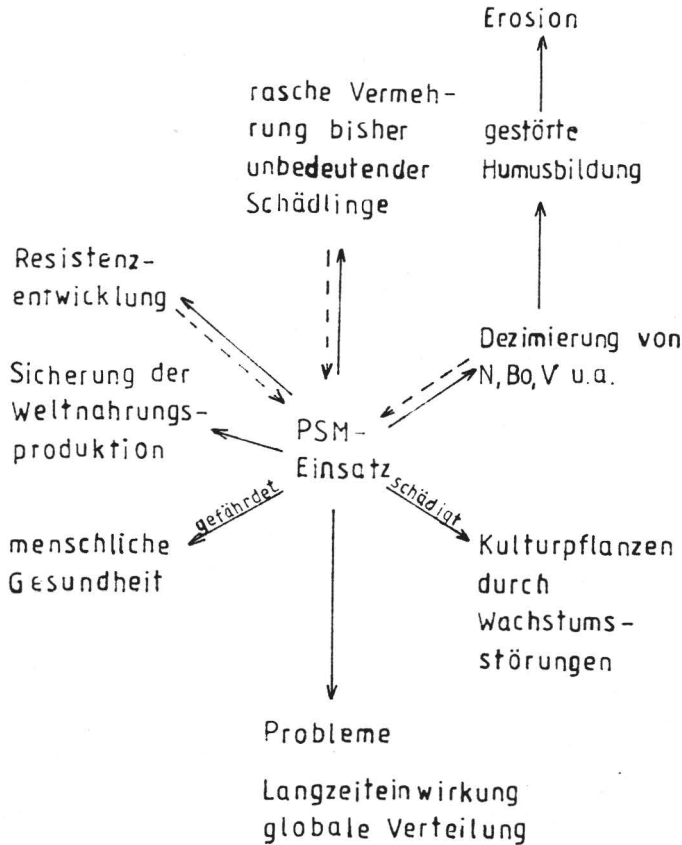 Erosion
rasche Vermeh-
rung bisher
unbedeutender
Schädlinge
gestörte
Humusbildung
Resistenz-
entwicklung
Dezimierung von
N, Bo, V u.a.
Sicherung der
Weltnahrungs-
produktion
PSM-
Einsatz
gefährdet
schädigt
menschliche
Gesundheit
Kulturpflanzen
durch
Wachstums-
störungen
Probleme
Langzeiteinwirkung
globale Verteilung